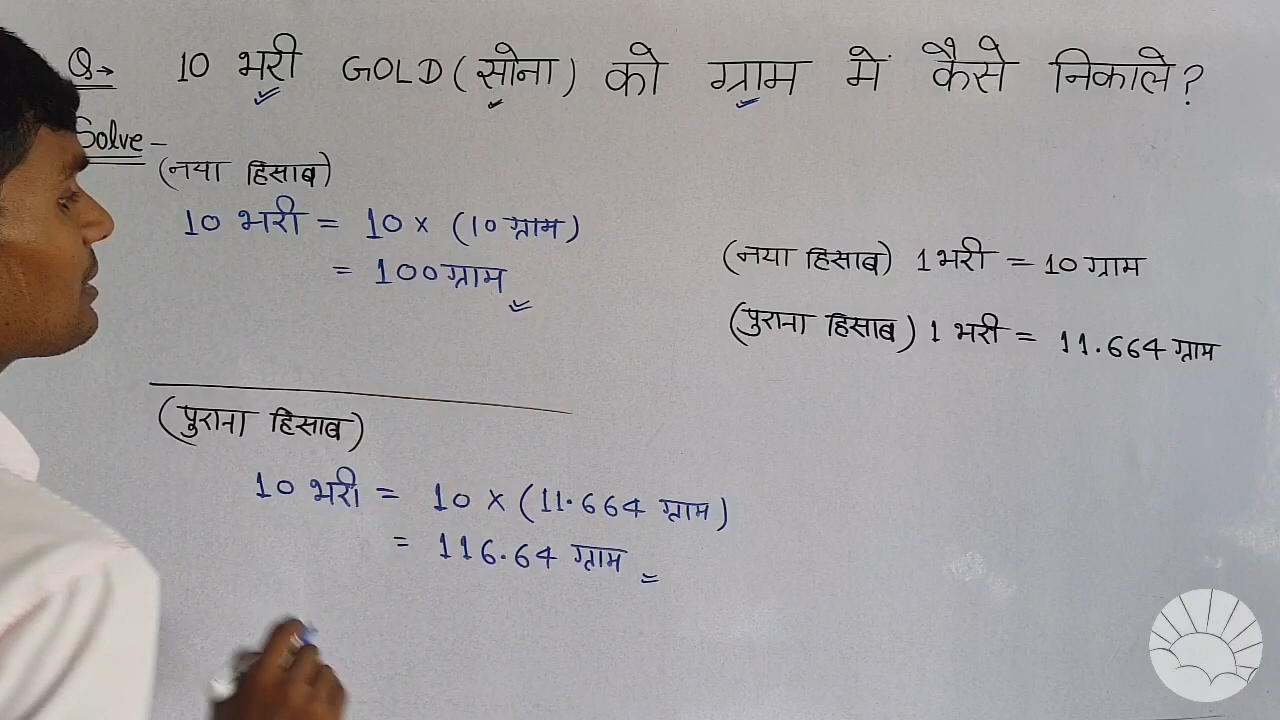 Q→ 10 भरी GOLD (सोना) को ग्राम में कैसे निकाले?
Solve-
(नया हिसाब)
10 भरी = 10 x (10 ग्राम)
= 100 ग्राम
(नया हिसाब) 1 भरी = 10 ग्राम
(पुराना हिसाब) 1 भरी = 11.664 ग्राम
(पुराना हिसाब)
10 भरी = 10 x (11.664 ग्राम)
= 116.64 ग्राम